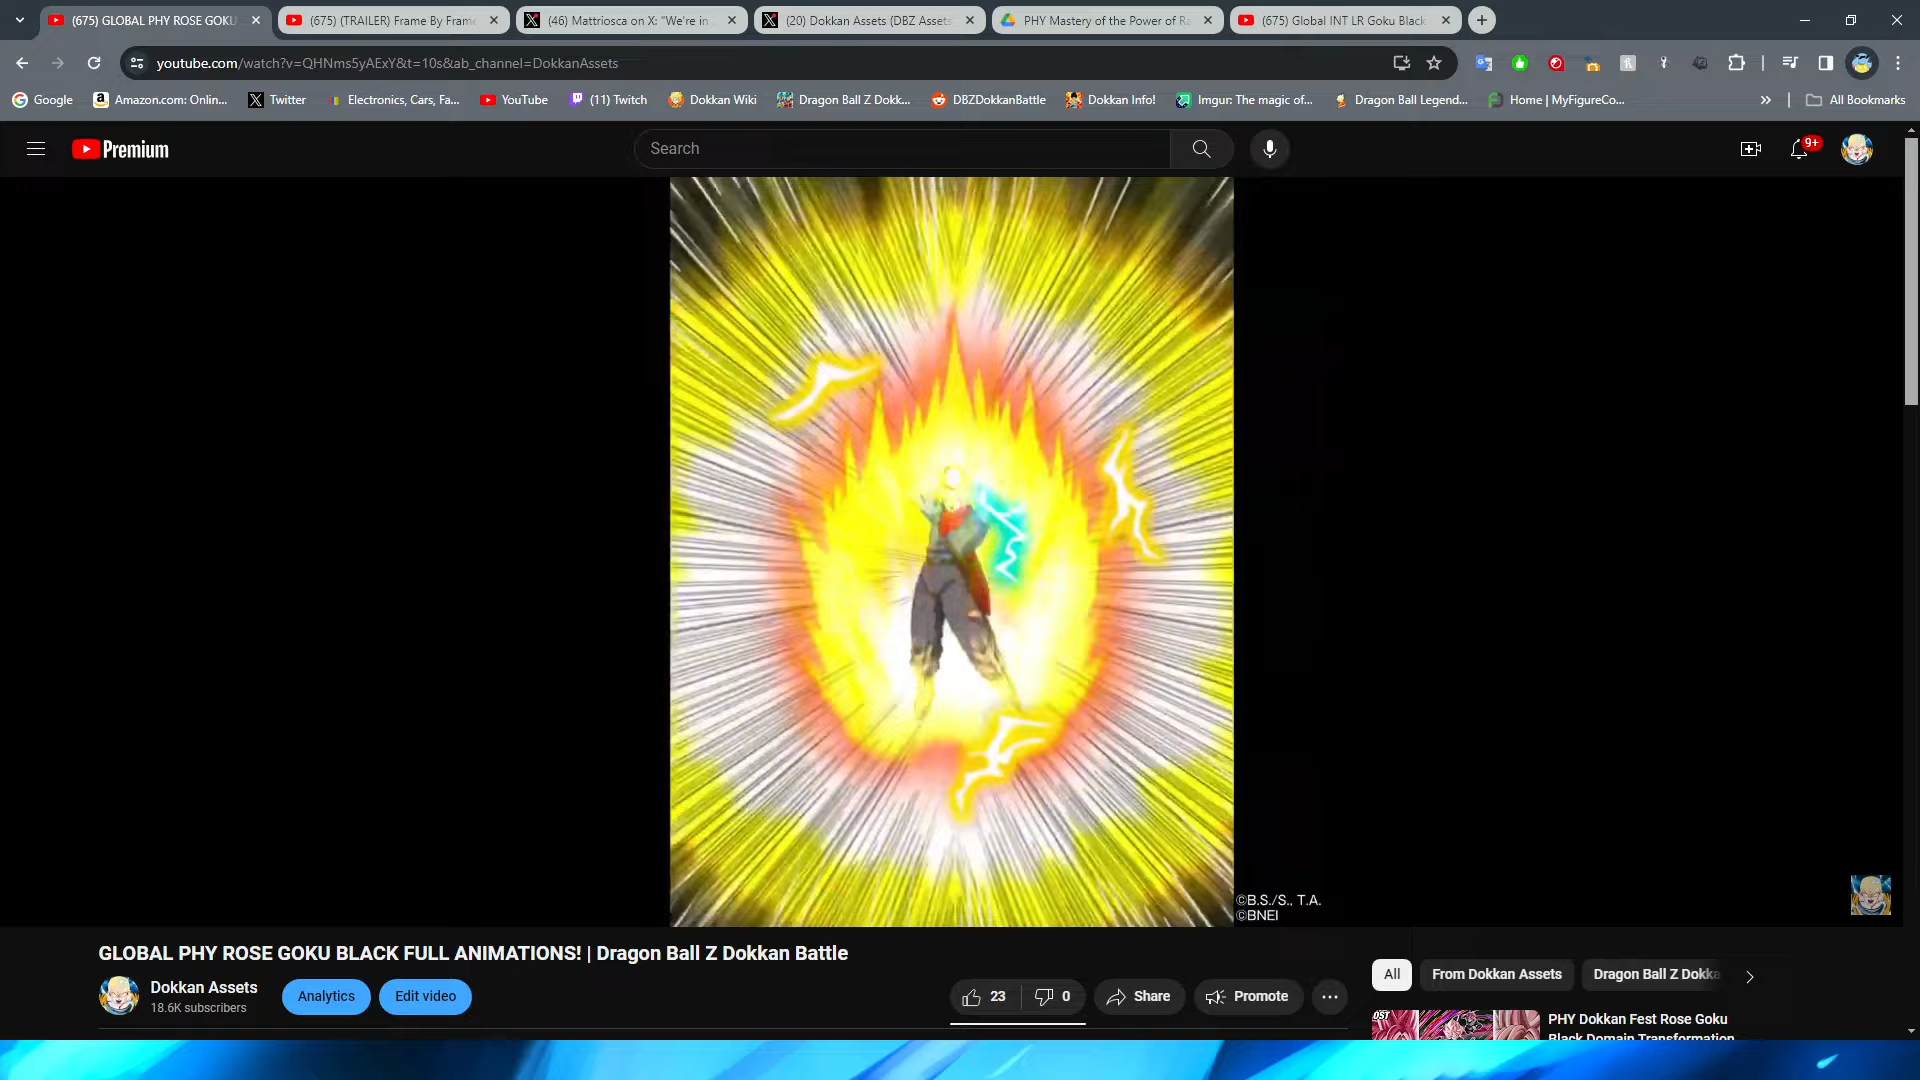 (675) GLOBAL PHY ROSE GOKU
(675) (TRAILER) Frame By Frame
(46) Mattriosca on X: "We're in
(20) Dokkan Assets (DBZ Assets
PHY Mastery of the Power of Ra
(675) Global INT LR Goku Black
youtube.com/watch?v=QHNms5yAExY&t=10s&ab_channel=DokkanAssets
Google
Amazon.com: Onlin...
Twitter
Electronics, Cars, Fa...
YouTube
(11) Twitch
Dokkan Wiki
Dragon Ball Z Dokk...
DBZDokkanBattle
Dokkan Info!
Imgur: The magic of...
Dragon Ball Legend...
Home | MyFigureCo...
All Bookmarks
Premium
Search
9+
©B.S./S., T.A.
©BNEI
GLOBAL PHY ROSE GOKU BLACK FULL ANIMATIONS! | Dragon Ball Z Dokkan Battle
Dokkan Assets
18.6K subscribers
Analytics
Edit video
23
0
Share
Promote
All
From Dokkan Assets
Dragon Ball Z Dokka
OST
PHY Dokkan Fest Rose Goku
Black Domain Transformation